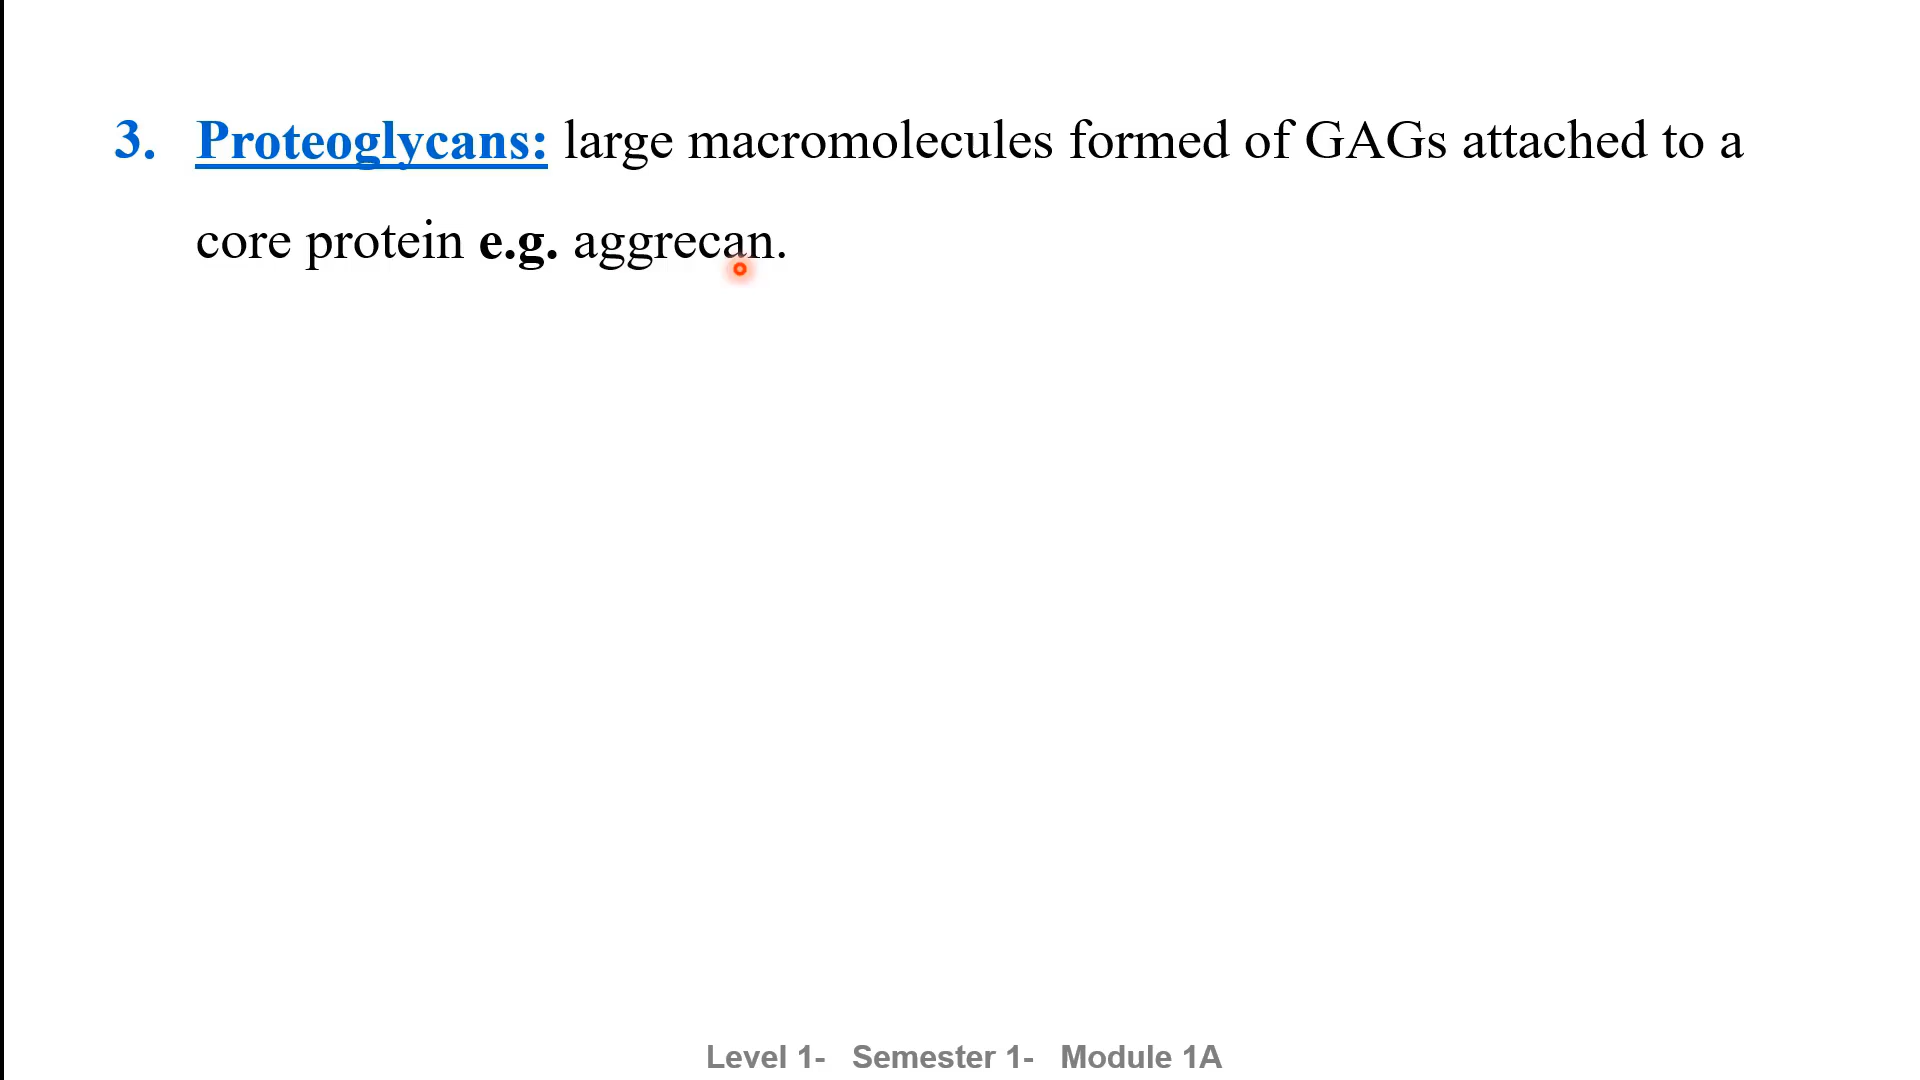 3. Proteoglycans: large macromolecules formed of GAGs attached to a
core protein e.g. aggrecan.
Level 1- Semester 1- Module 1A